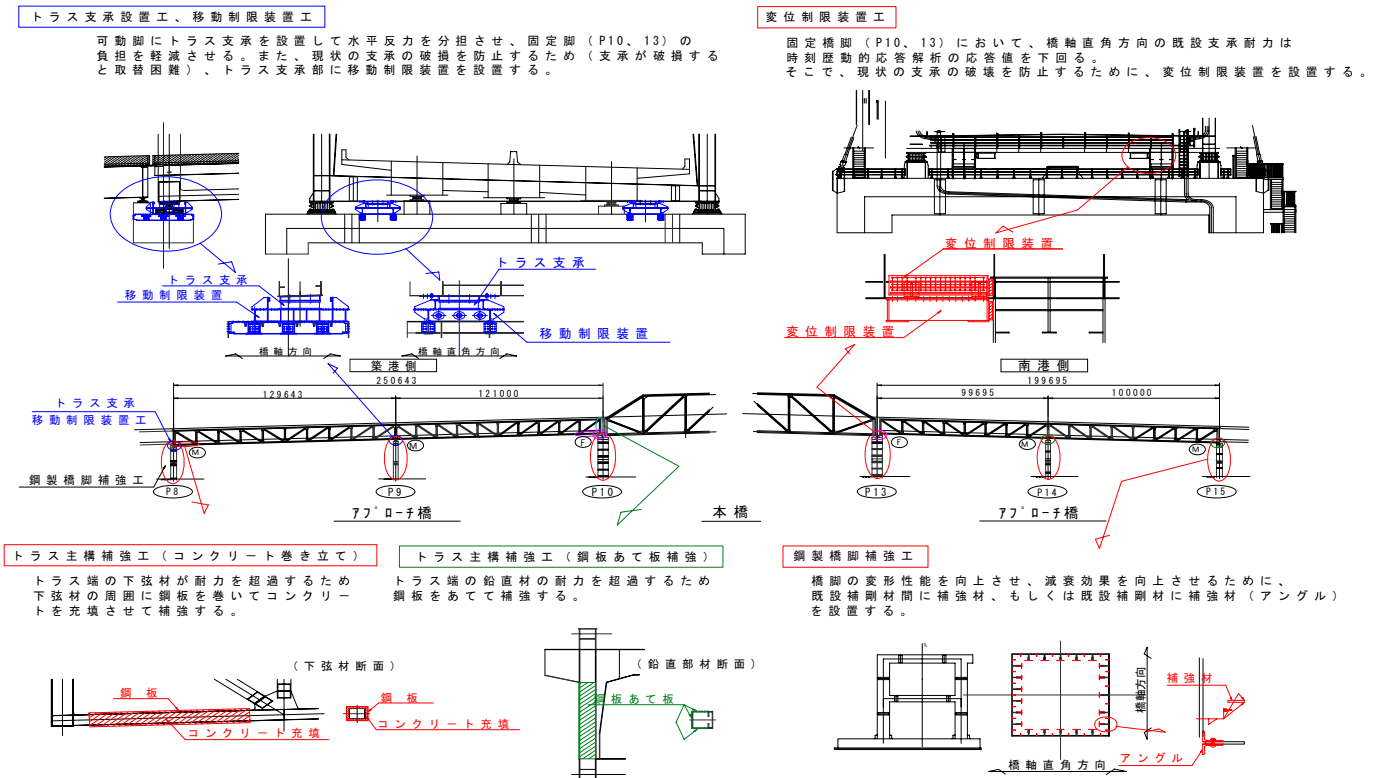 トラス支承設置工、移動制限装置工
可動脚にトラス支承を設置して水平反力を分担させ、固定脚（P10、13）の
負担を軽減させる。また、現状の支承の破損を防止するため（支承が破損する
と取替困難）、トラス支承部に移動制限装置を設置する。
変位制限装置工
固定橋脚（P10、13）において、橋軸直角方向の既設支承耐力は
時刻歴動的応答解析の応答値を下回る。
そこで、現状の支承の破壊を防止するために、変位制限装置を設置する。
トラス支承
移動制限装置
橋軸方向
トラス支承
移動制限装置
橋軸直角方向
変位制限装置
変位制限装置
築港側
250643
129643
121000
トラス支承
移動制限装置工
鋼製橋脚補強工
M
M
F
P8
P9
P10
アプローチ橋
本橋
南港側
199695
99695
100000
F
M
M
P13
P14
P15
アプローチ橋
トラス主構補強工（コンクリート巻き立て）
トラス端の下弦材が耐力を超過するため
下弦材の周囲に鋼板を巻いてコンクリー
トを充填させて補強する。
（下弦材断面）
鋼板
コンクリート充填
鋼板
コンクリート充填
トラス主構補強工（鋼板あて板補強）
トラス端の鉛直材の耐力を超過するため
鋼板をあてて補強する。
（鉛直部材断面）
鋼板あて板
鋼製橋脚補強工
橋脚の変形性能を向上させ、減衰効果を向上させるために、
既設補剛材間に補強材、もしくは既設補剛材に補強材（アングル）
を設置する。
橋軸方向
橋軸直角方向
補強材
アングル